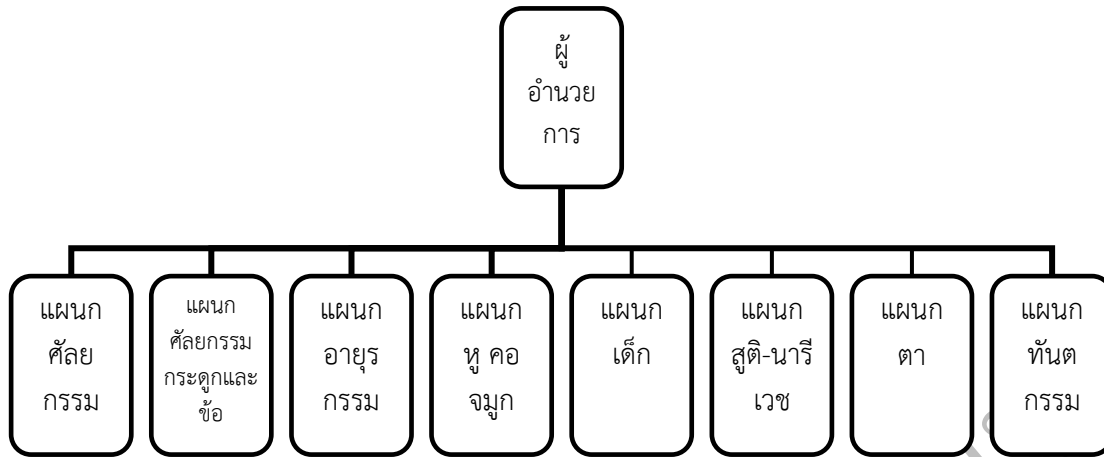 ผู้
อำนวย
การ
แผนก
ศัลย
กรรม
แผนก
ศัลยกรรม
กระดูกและ
ข้อ
แผนก
อายุร
กรรม
แผนก
หู คอ
จมูก
แผนก
เด็ก
แผนก
สูติ-นารี
เวช
แผนก
ตา
แผนก
ทันต
กรรม